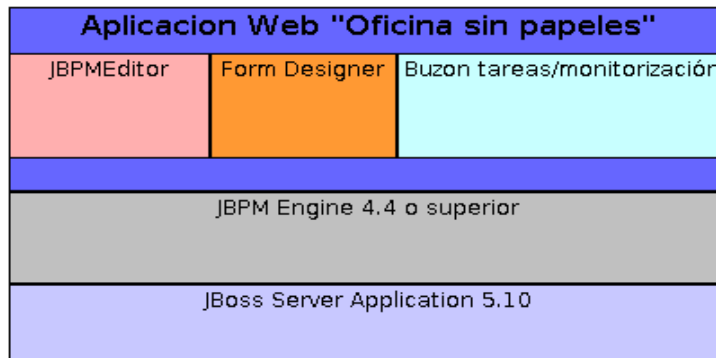 Aplicacion Web "Oficina sin papeles"
JBPMEditor
Form Designer
Buzon tareas/monitorización
JBPM Engine 4.4 o superior
JBoss Server Application 5.10